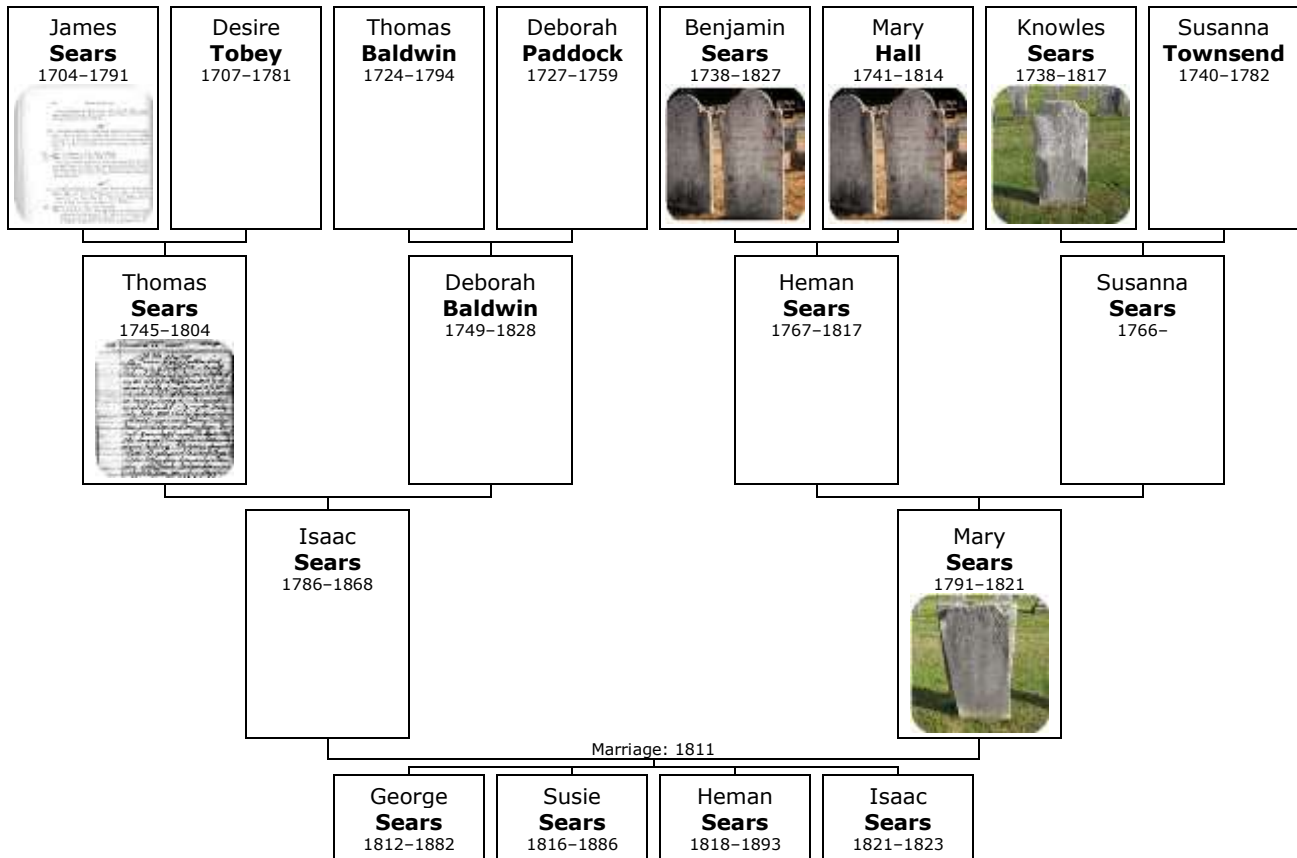 James
Sears
1704–1791
Desire
Tobey
1707–1781
Thomas
Baldwin
1724–1794
Deborah
Paddock
1727–1759
Benjamin
Sears
1738–1827
Mary
Hall
1741–1814
Knowles
Sears
1738–1817
Susanna
Townsend
1740–1782
Thomas
Sears
1745–1804
Deborah
Baldwin
1749–1828
Heman
Sears
1767–1817
Susanna
Sears
1766–
Isaac
Sears
1786–1868
Mary
Sears
1791–1821
Marriage: 1811
George
Sears
1812–1882
Susie
Sears
1816–1886
Heman
Sears
1818–1893
Isaac
Sears
1821–1823